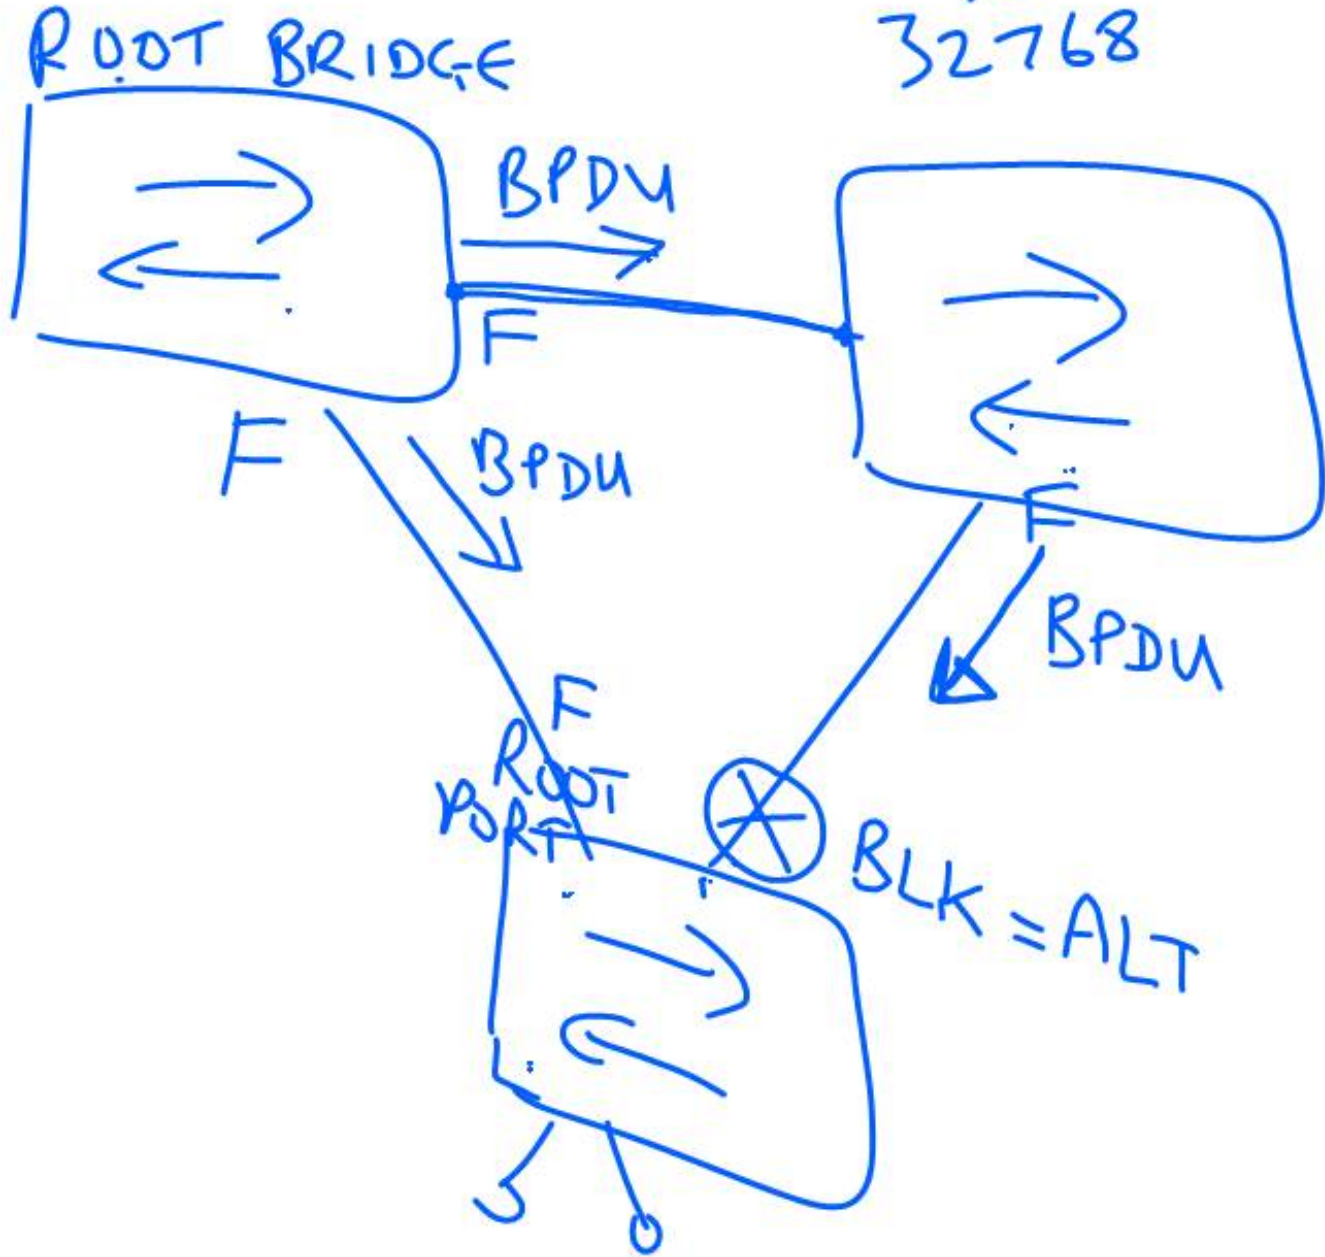 ROOT BRIDGE
32768
BPDU
F
F
BPDU
F
BPDU
F
ROOT
PORT
BLK = ALT